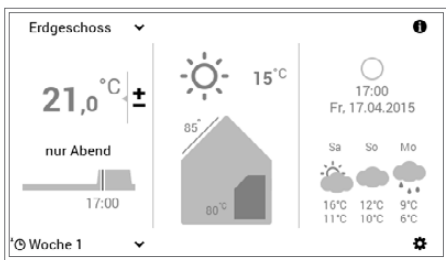 Erdgeschoss
21,0 °C ±
nur Abend
17:00
Woche 1
15°C
85°
80°C
17:00
Fr, 17.04.2015
Sa So Mo
16°C 12°C 9°C
11°C 10°C 6°C